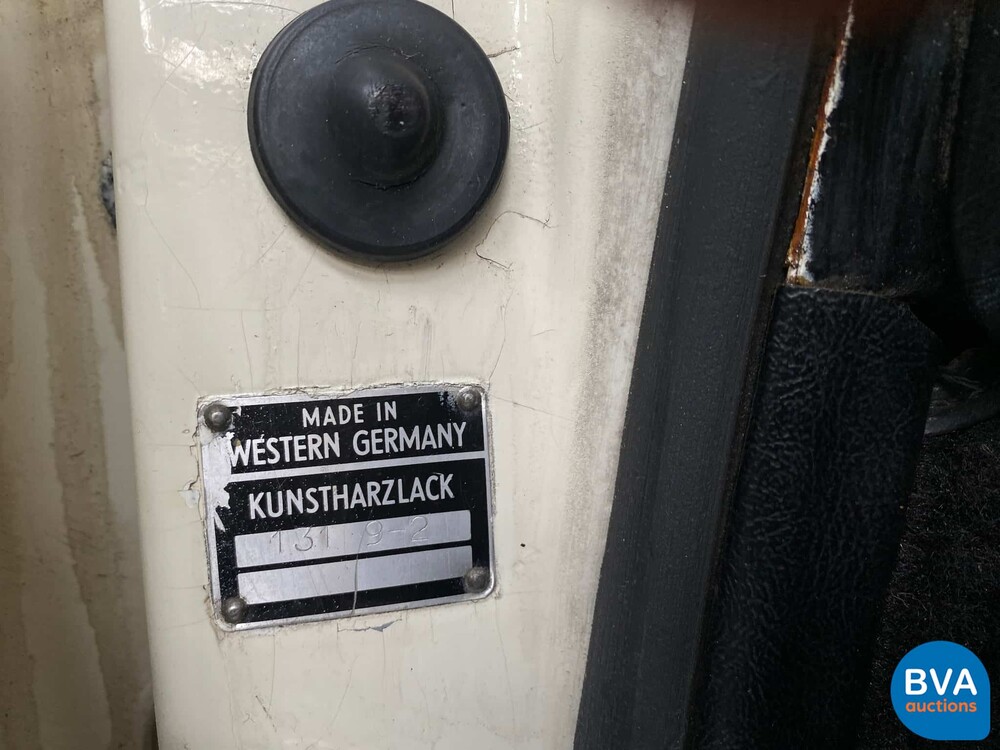 MADE IN
WESTERN GERMANY
KUNSTHARZLACK
131 9-2
BVA
auctions